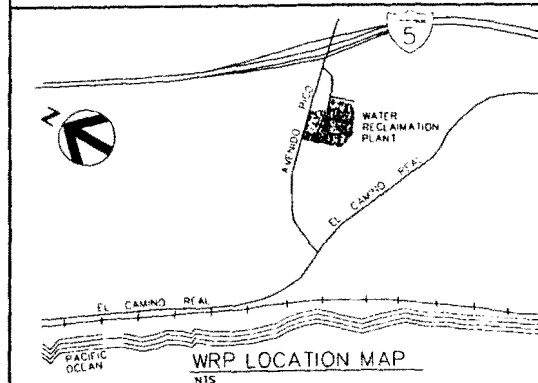 5
N
AVENIDO PICO
WATER
RECLAIMATION
PLANT
EL CAMINO REAL
EL CAMINO REAL
PACIFIC
OCEAN
WRP LOCATION MAP
NTS